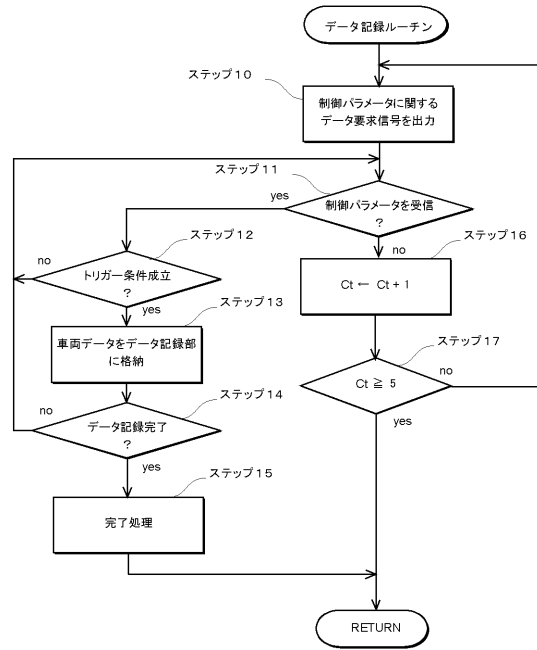 データ記録ルーチン
ステップ10
制御パラメータに関する
データ要求信号を出力
ステップ11
制御パラメータを受信
?
yes
no
ステップ12
トリガー条件成立
?
no
yes
ステップ16
Ct ← Ct + 1
ステップ13
車両データをデータ記録部
に格納
ステップ17
Ct ≧ 5
no
yes
ステップ14
データ記録完了
?
no
yes
ステップ15
完了処理
RETURN